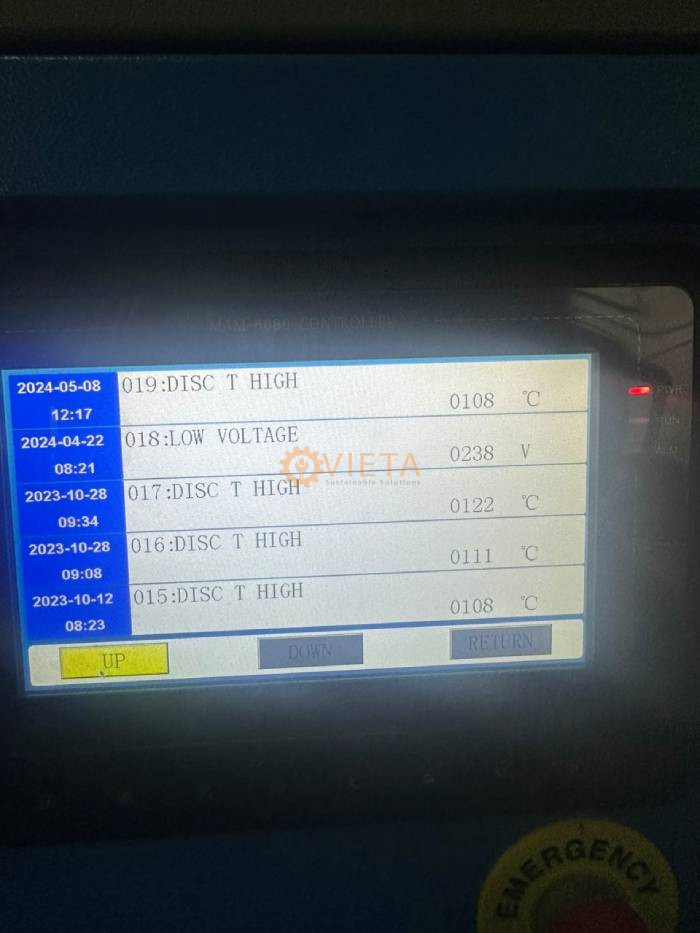 CONTROLLER
2024-05-08 12:17 019:DISC T HIGH 0108 ℃
2024-04-22 08:21 018:LOW VOLTAGE 0238 V
2023-10-28 09:34 017:DISC T HIGH 0122 ℃
2023-10-28 09:08 016:DISC T HIGH 0111 ℃
2023-10-12 08:23 015:DISC T HIGH 0108 ℃
UP DOWN RETURN
PWR
RUN
VIETA
Sustainable Solutions
EMERGENCY